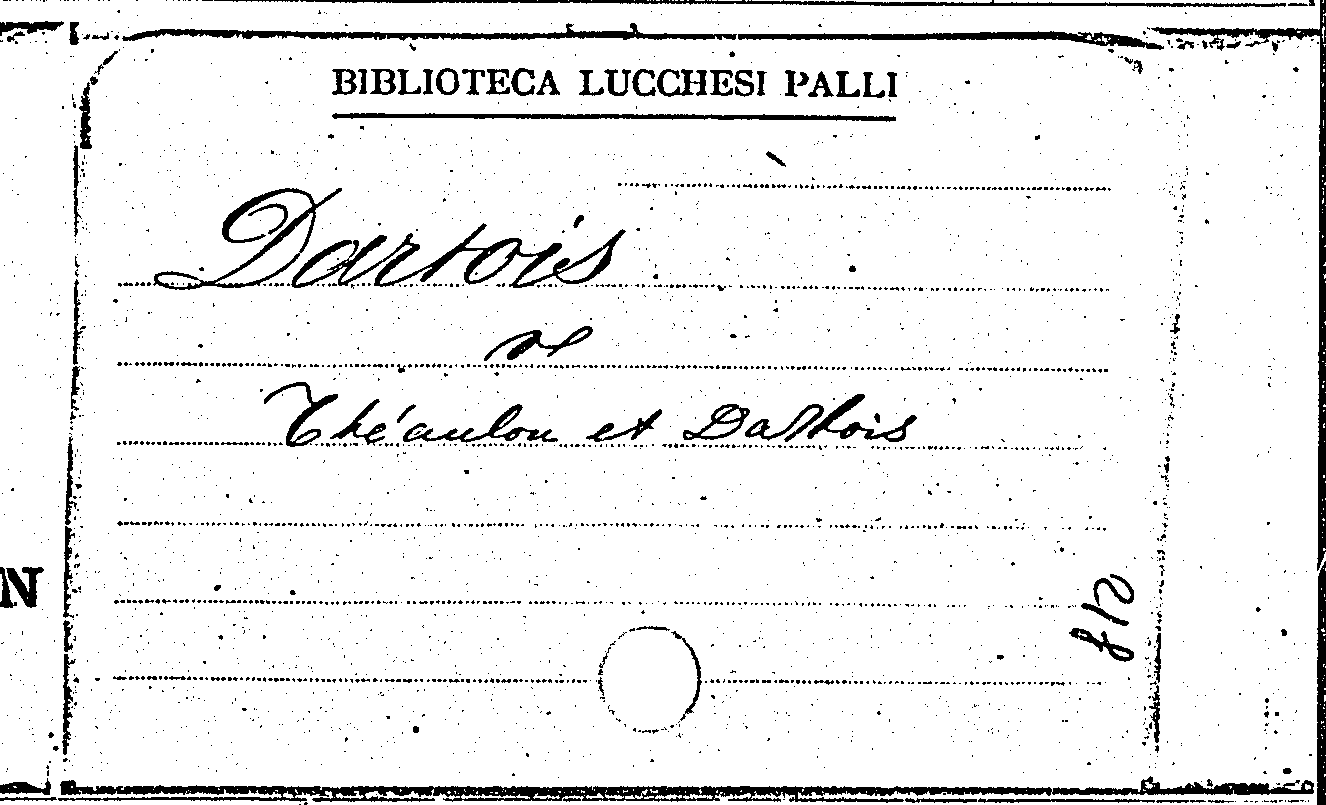 BIBLIOTECA LUCCHESI PALLI
Dartois
v
Théaulon et Dartois
N